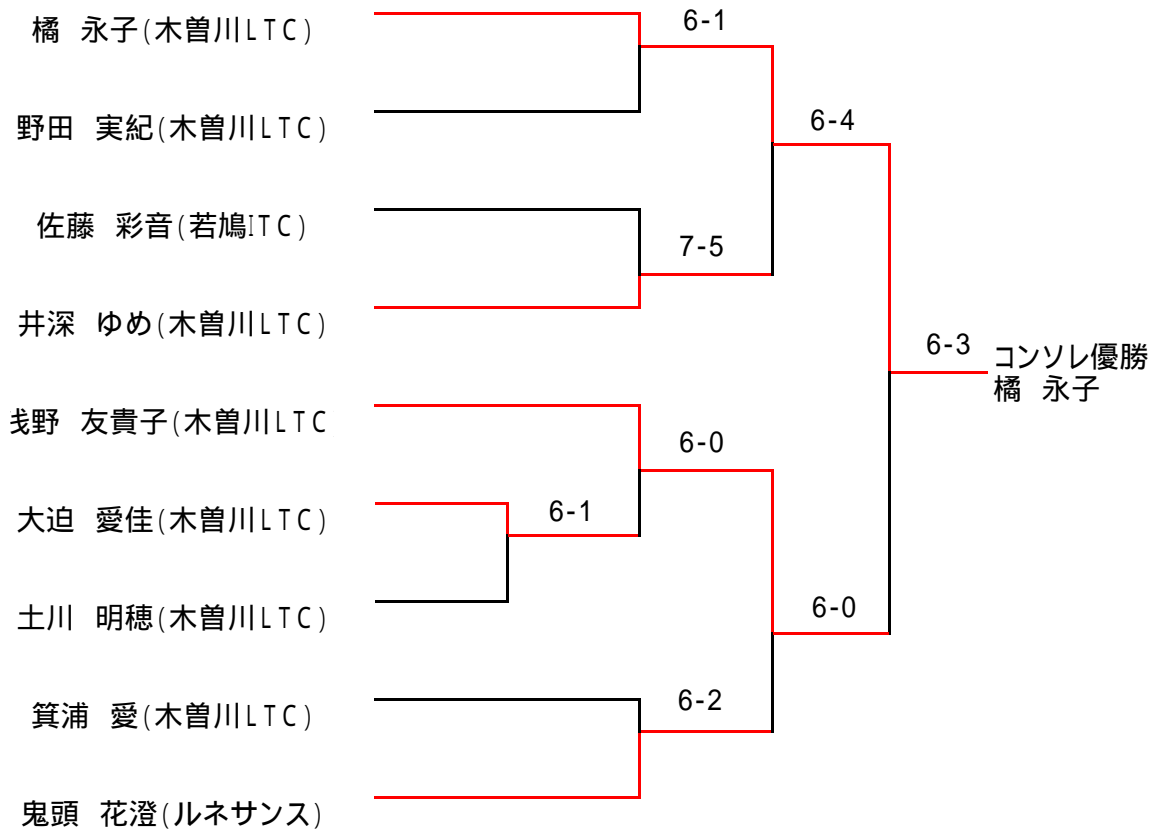 橘 永子(木曽川LTC)
6-1
野田 実紀(木曽川LTC)
6-4
佐藤 彩音(若鳩ITC)
7-5
井深 ゆめ(木曽川LTC)
6-3
コンソレ優勝
橘 永子
浅野 友貴子(木曽川LTC
6-0
大迫 愛佳(木曽川LTC)
6-1
土川 明穂(木曽川LTC)
6-0
箕浦 愛(木曽川LTC)
6-2
鬼頭 花澄(ルネサンス)